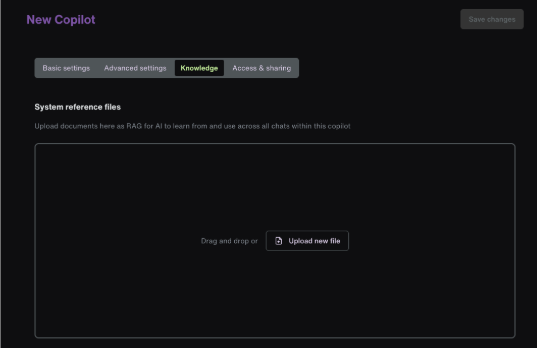 New Copilot
Save changes
Basic settings
Advanced settings
Knowledge
Access & sharing
System reference files
Upload documents here as RAG for AI to learn from and use across all chats within this copilot
Drag and drop or
Upload new file